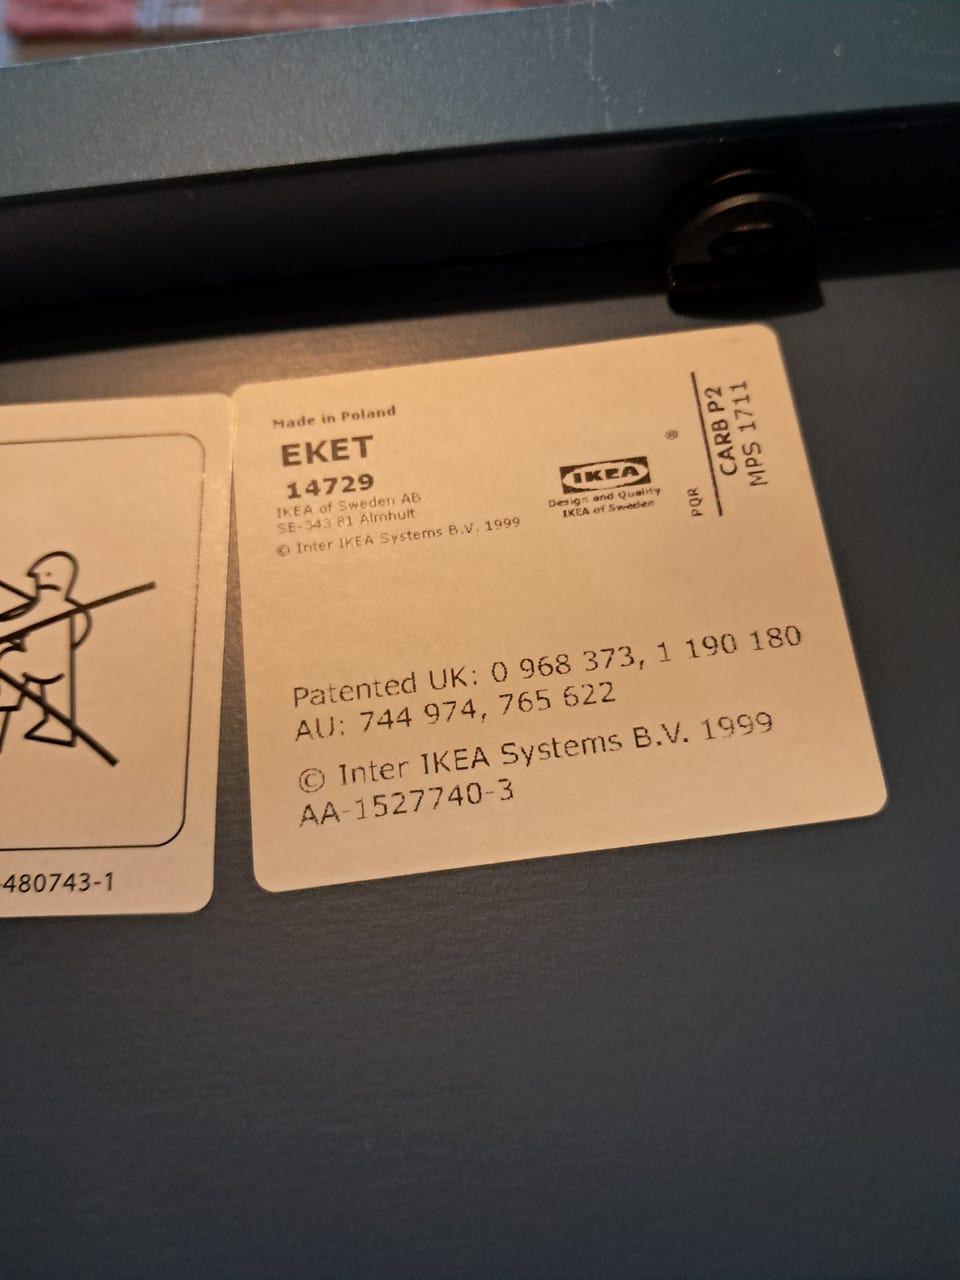 Made in Poland
EKET
14729
IKEA of Sweden AB
SE-343 81 Älmhult
© Inter IKEA Systems B.V. 1999
IKEA
®
Design and Quality
IKEA of Sweden
PQR
CARB P2
MPS 1711
Patented UK: 0 968 373, 1 190 180
AU: 744 974, 765 622
© Inter IKEA Systems B.V. 1999
AA-1527740-3
-480743-1